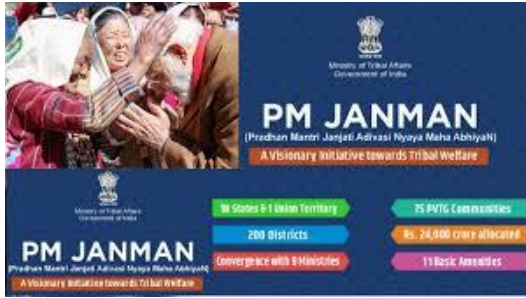 Ministry of Tribal Affairs
Government of India
PM JANMAN
(Pradhan Mantri Janjati Adivasi Nyaya Maha AbhiyaN)
A Visionary Initiative towards Tribal Welfare
Ministry of Tribal Affairs
Government of India
PM JANMAN
(Pradhan Mantri Janjati Adivasi Nyaya Maha AbhiyaN)
A Visionary Initiative towards Tribal Welfare
18 States & 1 Union Territory
75 PVTG Communities
200 Districts
Rs. 24,000 crore allocated
Convergence with 9 Ministries
11 Basic Amenities